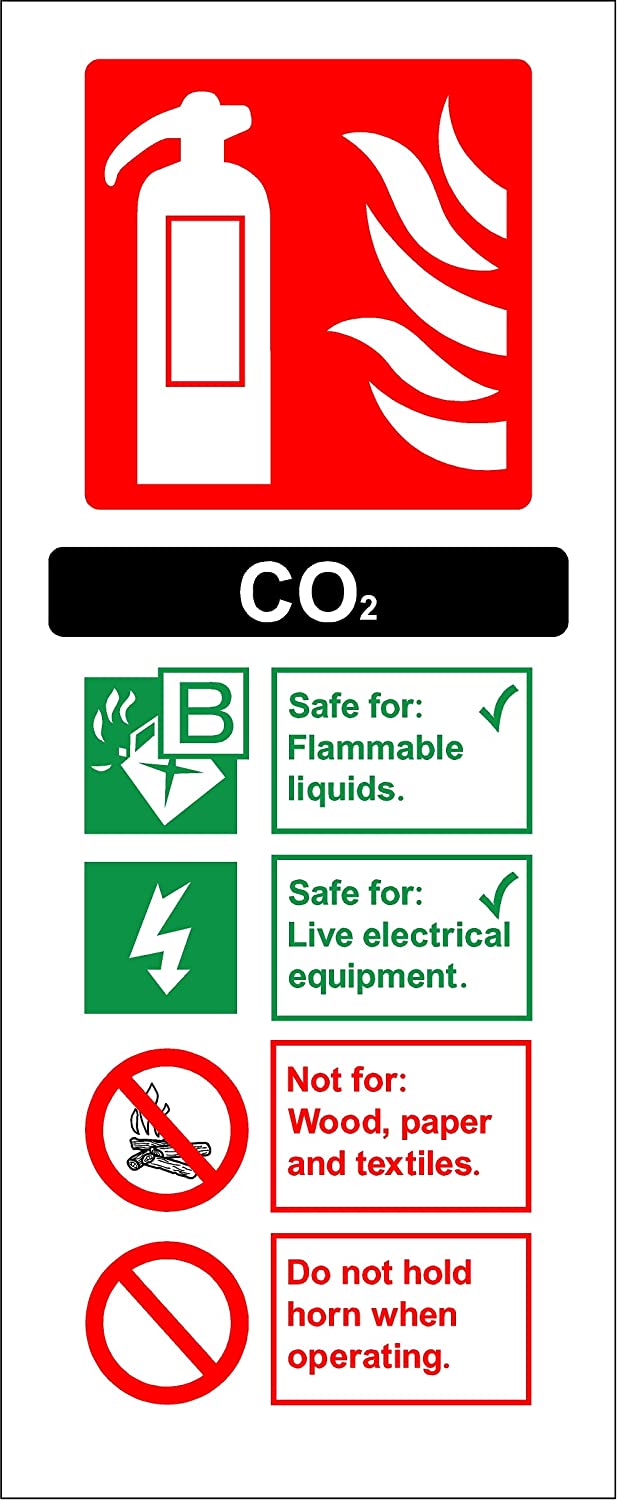 CO₂
B
Safe for:
Flammable
liquids.
Safe for:
Live electrical
equipment.
Not for:
Wood, paper
and textiles.
Do not hold
horn when
operating.